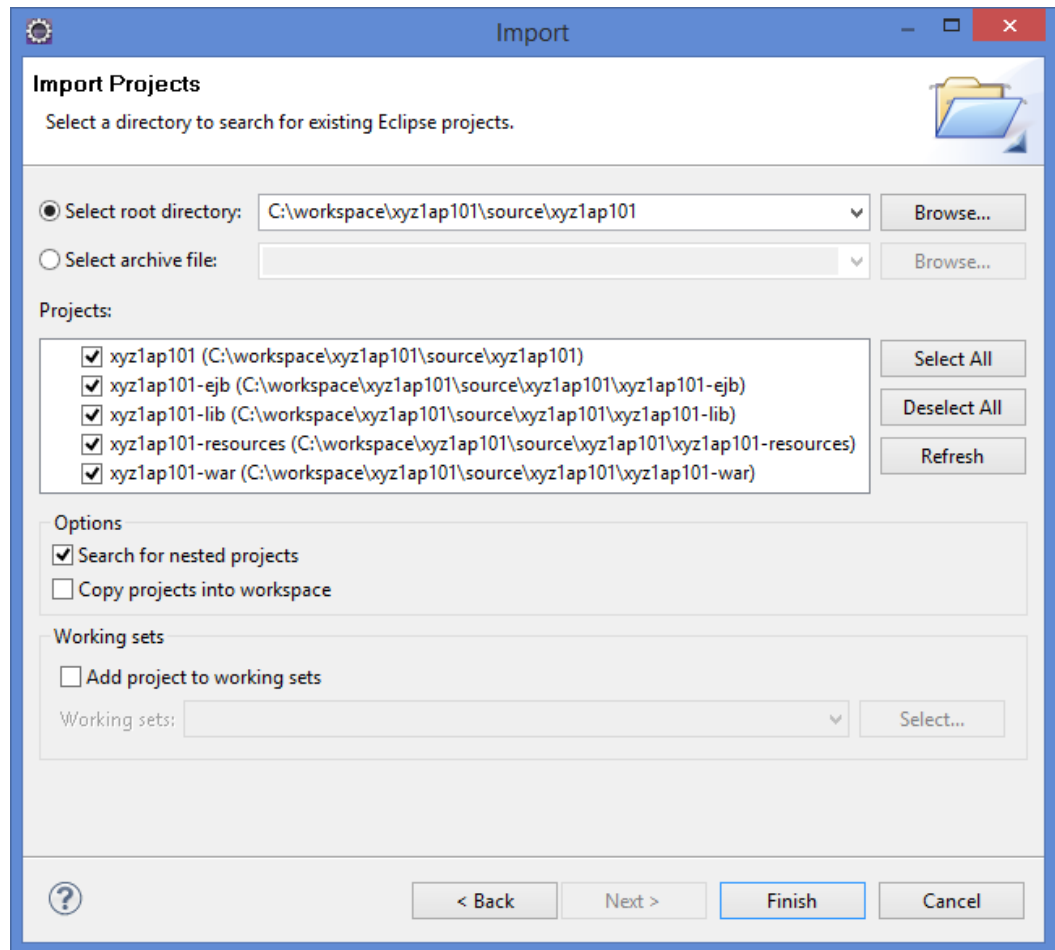 Import
Import Projects
Select a directory to search for existing Eclipse projects.
Select root directory: C:\workspace\xyz1ap101\source\xyz1ap101 Browse...
Select archive file: Browse...
Projects:
xyz1ap101 (C:\workspace\xyz1ap101\source\xyz1ap101) Select All
xyz1ap101-ejb (C:\workspace\xyz1ap101\source\xyz1ap101\xyz1ap101-ejb)
xyz1ap101-lib (C:\workspace\xyz1ap101\source\xyz1ap101\xyz1ap101-lib) Deselect All
xyz1ap101-resources (C:\workspace\xyz1ap101\source\xyz1ap101\xyz1ap101-resources) Refresh
xyz1ap101-war (C:\workspace\xyz1ap101\source\xyz1ap101\xyz1ap101-war)
Options
Search for nested projects
Copy projects into workspace
Working sets
Add project to working sets
Working sets: Select...
? < Back Next > Finish Cancel